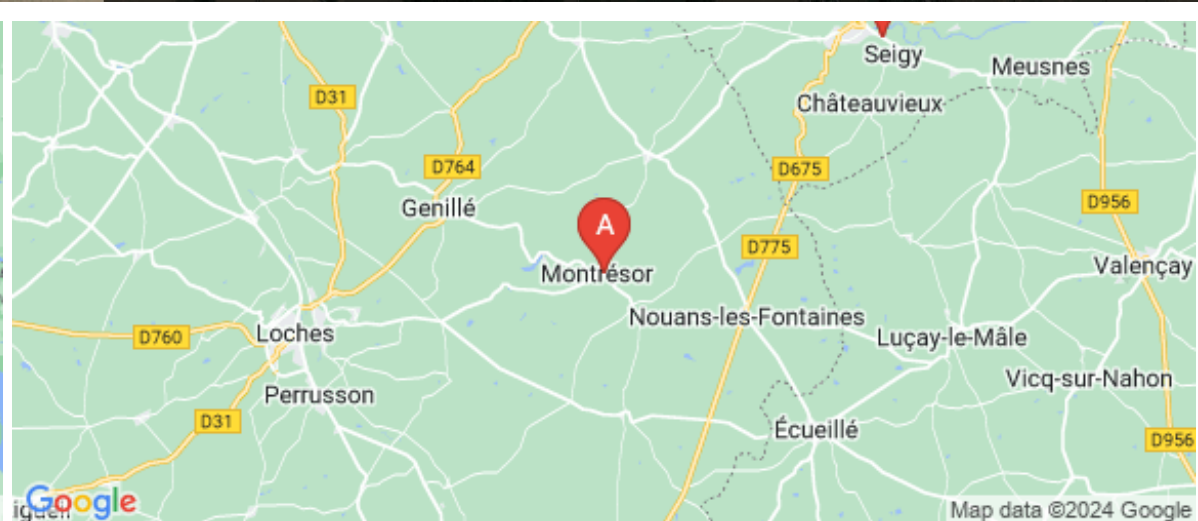 Seigy
Meusnes
D31
Châteauvieux
D764
D675
Genillé
D956
A
D775
Montrésor
Valençay
Nouans-les-Fontaines
D760
Loches
Luçay-le-Mâle
Vicq-sur-Nahon
Perrusson
D31
Écueillé
D956
Google
Map data ©2024 Google